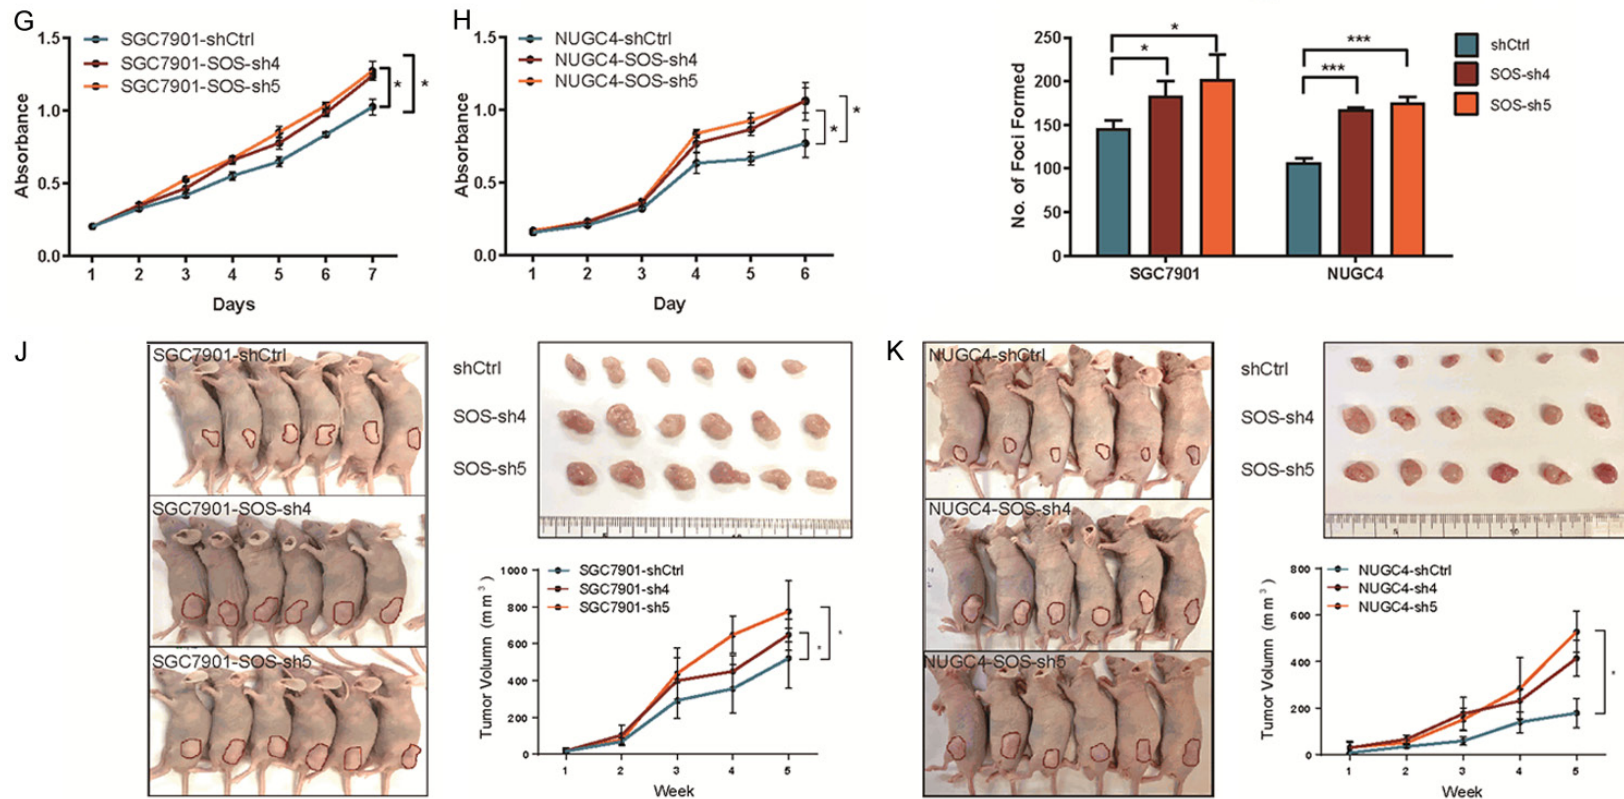 G
1.5
1.0
0.5
0.0
Absorbance
SGC7901-shCtrl
SGC7901-SOS-sh4
SGC7901-SOS-sh5
*
*
1 2 3 4 5 6 7
Days
H
1.5
1.0
0.5
0.0
Absorbance
NUGC4-shCtrl
NUGC4-SOS-sh4
NUGC4-SOS-sh5
*
*
1 2 3 4 5 6
Day
250
200
150
100
50
0
No. of Foci Formed
*
*
***
***
shCtrl
SOS-sh4
SOS-sh5
SGC7901 NUGC4
J
SGC7901-shCtrl
SGC7901-SOS-sh4
SGC7901-SOS-sh5
shCtrl
SOS-sh4
SOS-sh5
1000
800
600
400
200
0
Tumor Volumn (mm³)
SGC7901-shCtrl
SGC7901-sh4
SGC7901-sh5
*
*
1 2 3 4 5
Week
K
NUGC4-shCtrl
NUGC4-SOS-sh4
NUGC4-SOS-sh5
shCtrl
SOS-sh4
SOS-sh5
800
600
400
200
0
Tumor Volumn (mm³)
NUGC4-shCtrl
NUGC4-sh4
NUGC4-sh5
*
1 2 3 4 5
Week